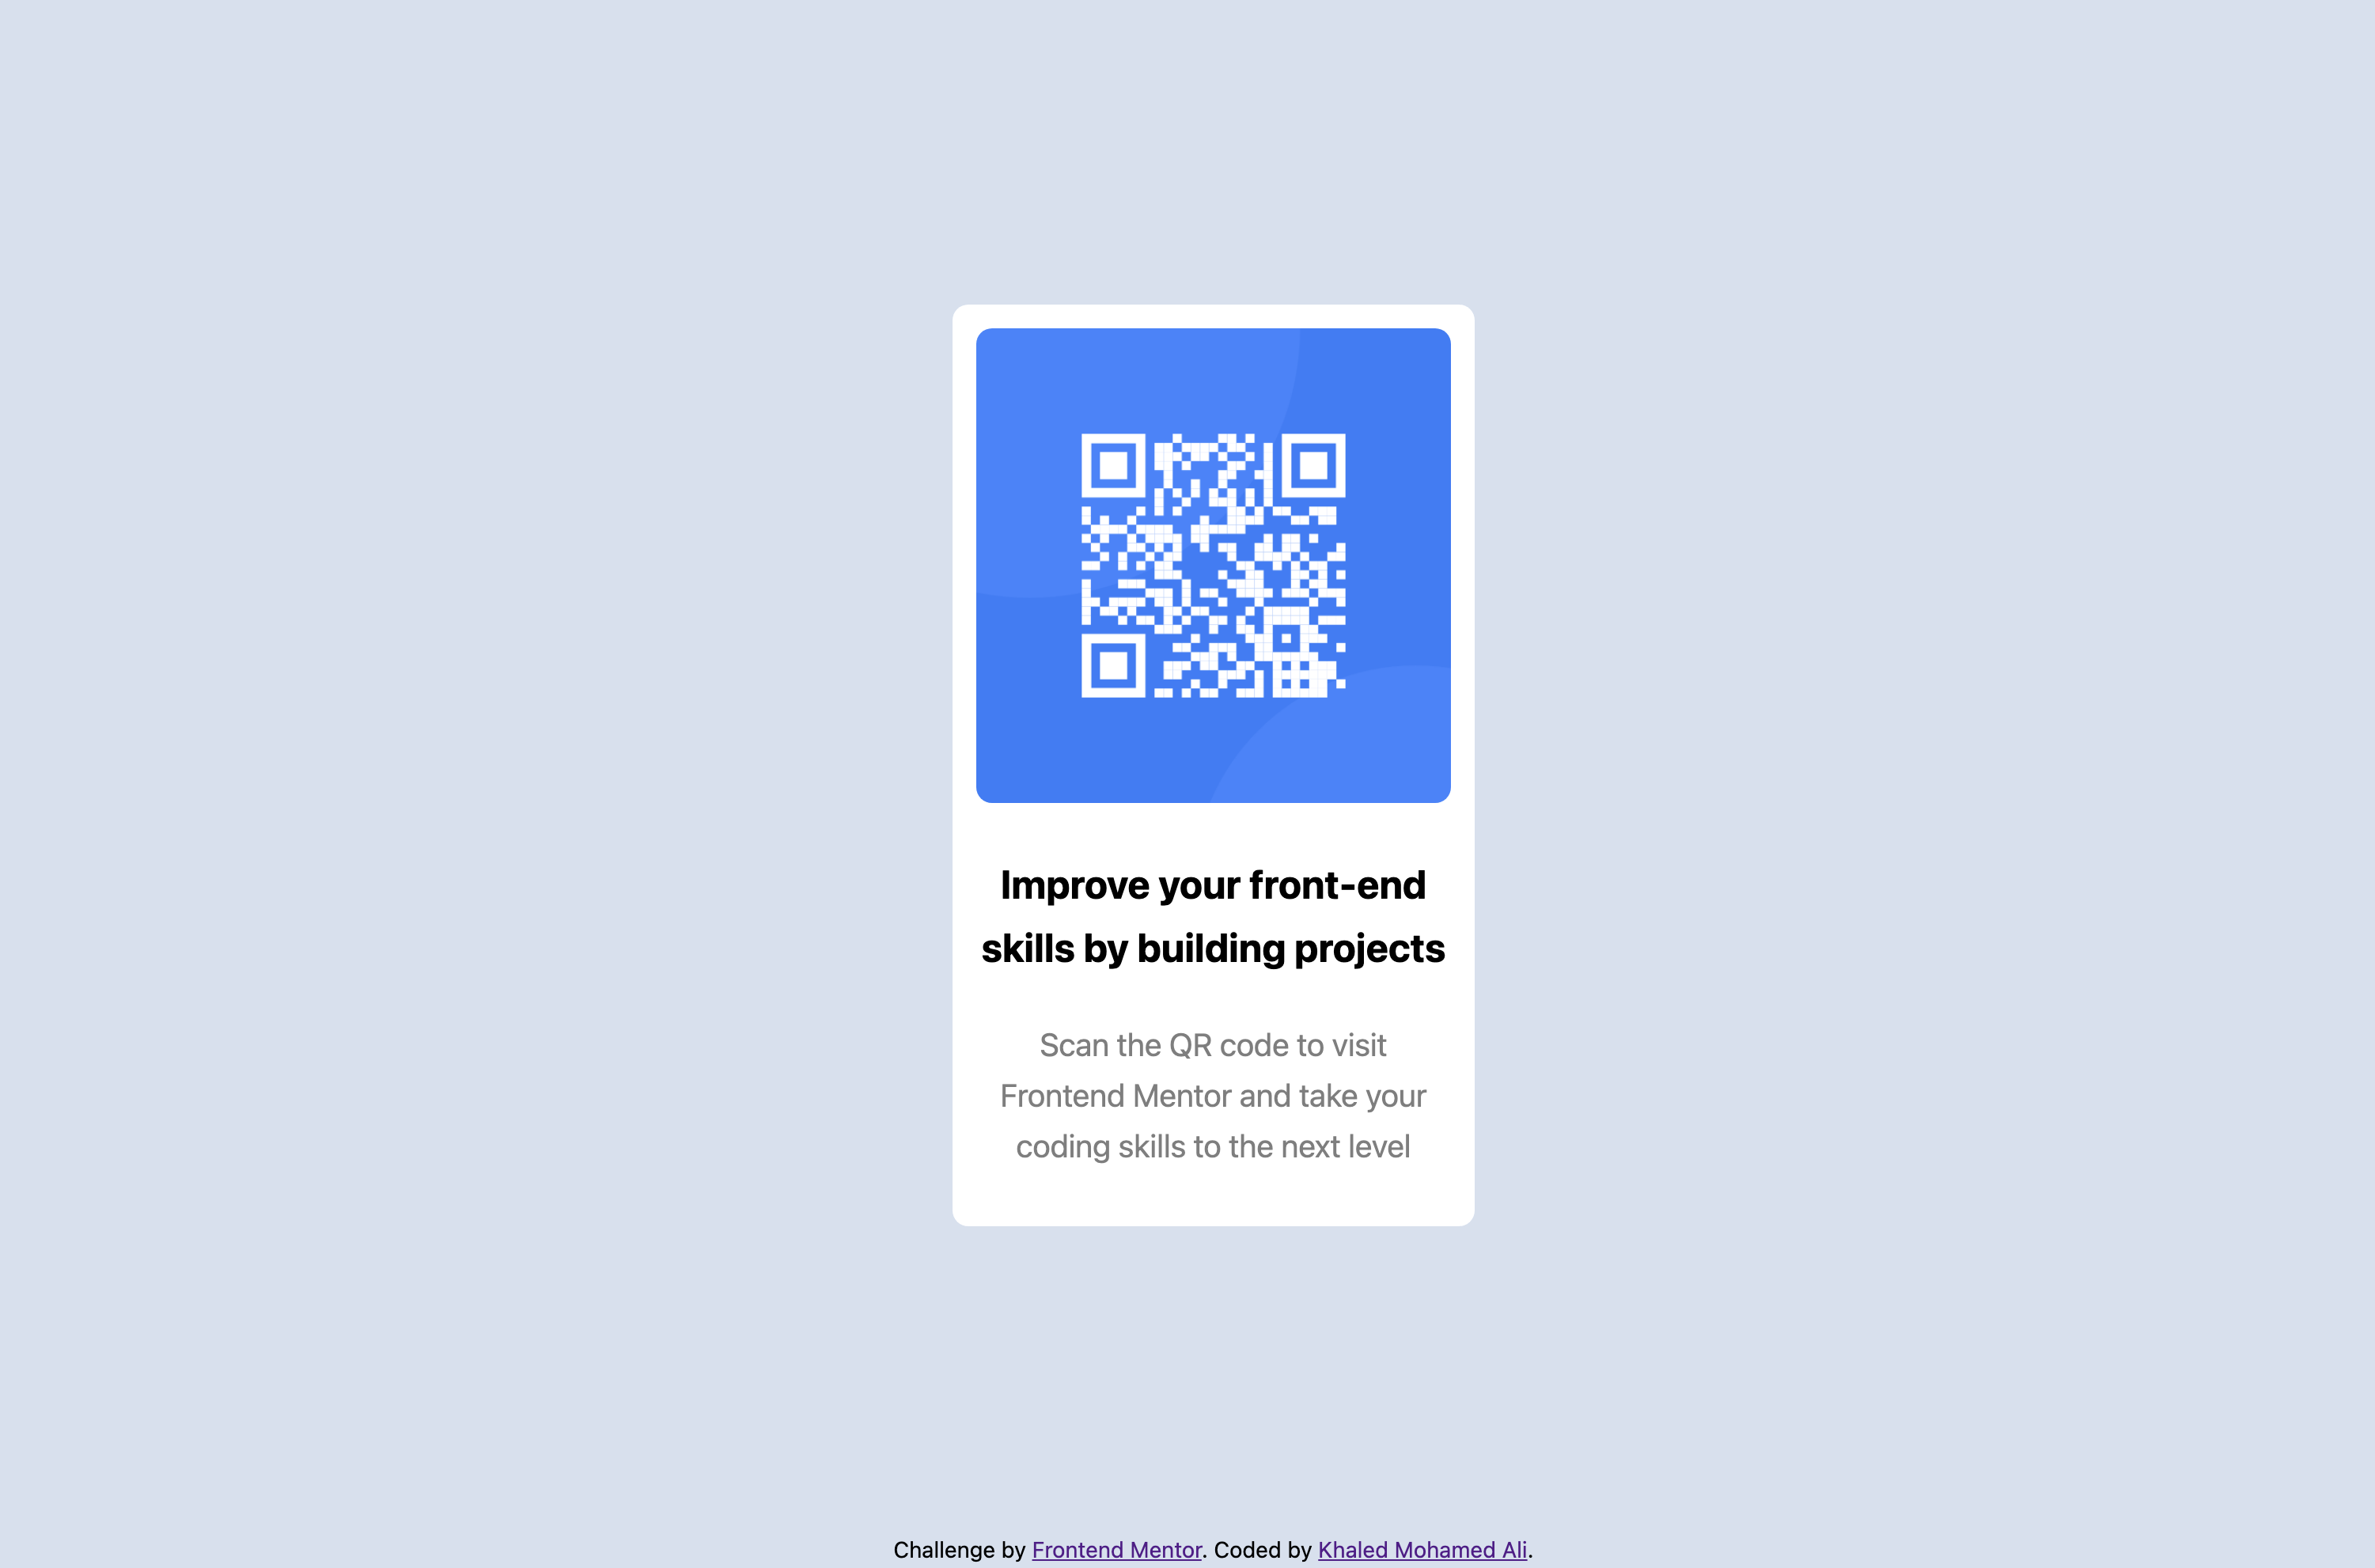 Improve your front-end
skills by building projects
Scan the QR code to visit
Frontend Mentor and take your
coding skills to the next level
Challenge by Frontend Mentor. Coded by Khaled Mohamed Ali.